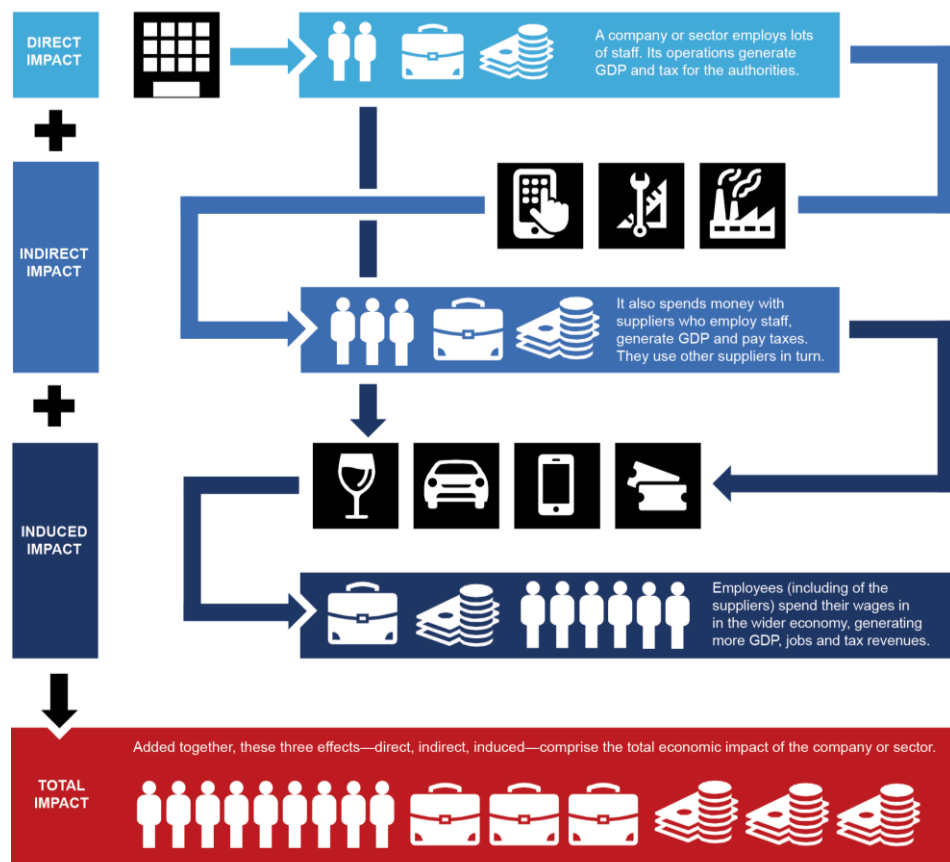 DIRECT
IMPACT
A company or sector employs lots
of staff. Its operations generate
GDP and tax for the authorities.
INDIRECT
IMPACT
It also spends money with
suppliers who employ staff,
generate GDP and pay taxes.
They use other suppliers in turn.
INDUCED
IMPACT
Employees (including of the
suppliers) spend their wages in
in the wider economy, generating
more GDP, jobs and tax revenues.
Added together, these three effects—direct, indirect, induced—comprise the total economic impact of the company or sector.
TOTAL
IMPACT